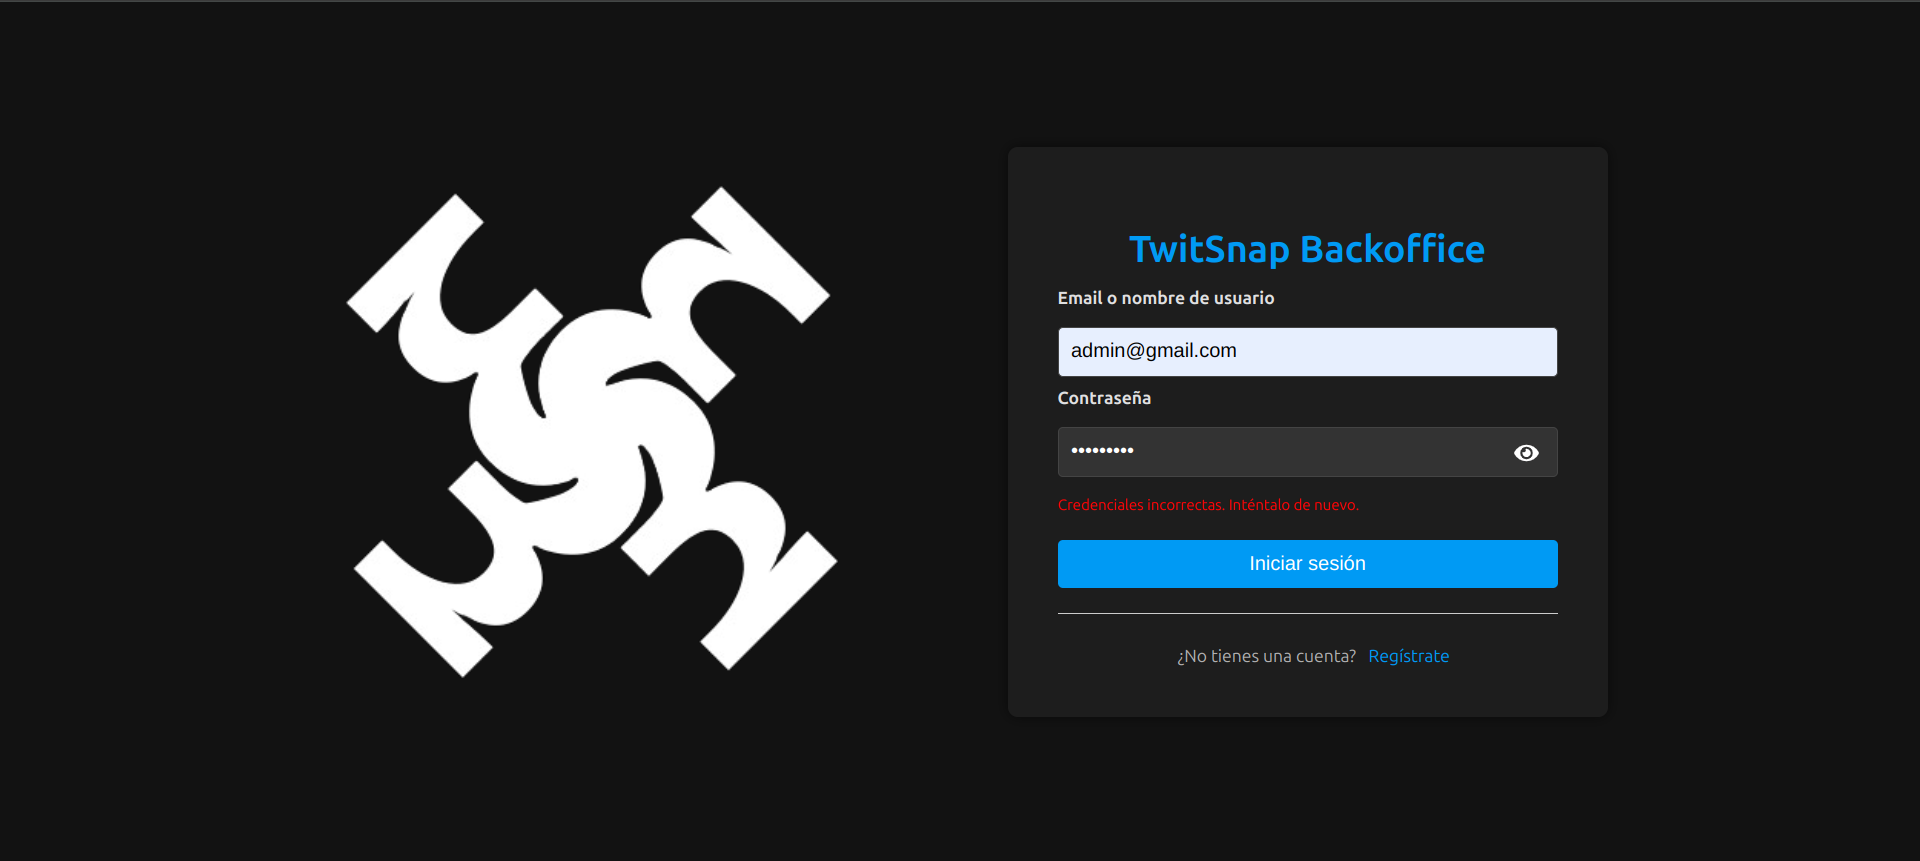 TwitSnap Backoffice
Email o nombre de usuario
admin@gmail.com
Contraseña
•••••••••
Credenciales incorrectas. Inténtalo de nuevo.
Iniciar sesión
¿No tienes una cuenta? Regístrate